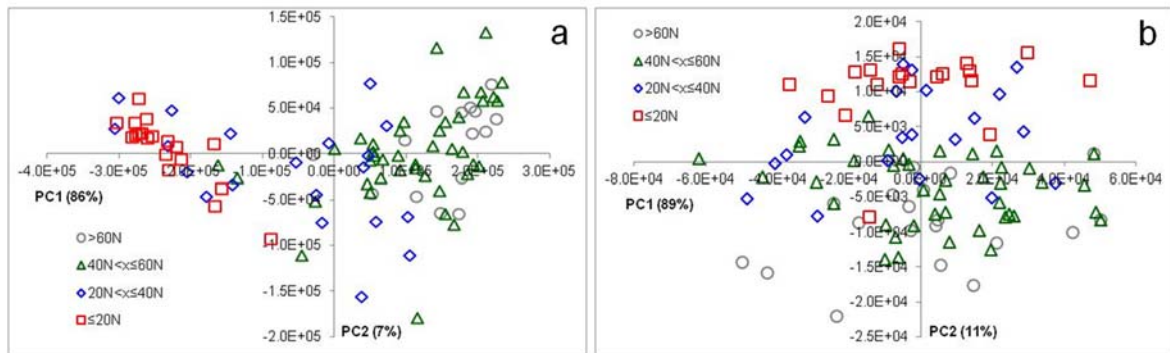 a
1.5E+05
1.0E+05
5.0E+04
0.0E+00
-5.0E+04
-1.0E+05
-1.5E+05
-2.0E+05
-4.0E+05 -3.0E+05 -2.0E+05 -1.0E+05 0.0E+00 1.0E+05 2.0E+05 3.0E+05
PC1 (86%)
>60N
40N<x≤60N
20N<x≤40N
≤20N
PC2 (7%)
b
2.0E+04
1.5E+04
1.0E+04
5.0E+03
0.0E+00
-5.0E+03
-1.0E+04
-1.5E+04
-2.0E+04
-2.5E+04
>60N
40N<x≤60N
20N<x≤40N
≤20N
-8.0E+04 -6.0E+04 -4.0E+04 -2.0E+04 0.0E+00 2.0E+04 4.0E+04 6.0E+04
PC1 (89%)
PC2 (11%)